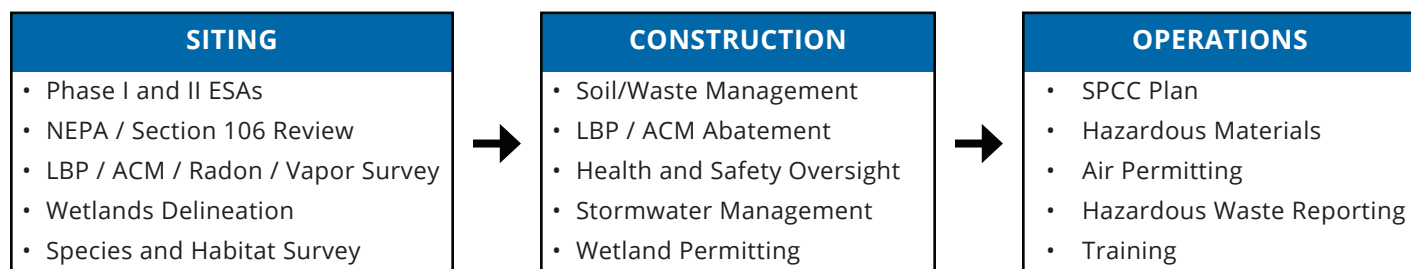 SITING
• Phase I and II ESAs
• NEPA / Section 106 Review
• LBP / ACM / Radon / Vapor Survey
• Wetlands Delineation
• Species and Habitat Survey
CONSTRUCTION
• Soil/Waste Management
• LBP / ACM Abatement
• Health and Safety Oversight
• Stormwater Management
• Wetland Permitting
OPERATIONS
• SPCC Plan
• Hazardous Materials
• Air Permitting
• Hazardous Waste Reporting
• Training